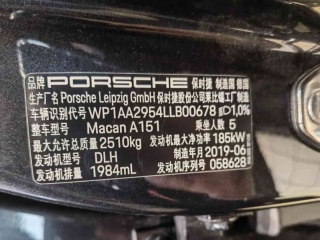 品牌 PORSCHE 保时捷 制造国 德国
生产厂名 Porsche Leipzig GmbH 保时捷股份公司莱比锡工厂制造
车辆识别代号 WP1AA2954LLB00678 1,0%
整车型号 Macan A151 乘坐人数 5
最大允许总质量 2510kg 发动机最大净功率 185kW
发动机型号 DLH 制造年月 2019-06
发动机排量 1984mL 发动机序列号 058628